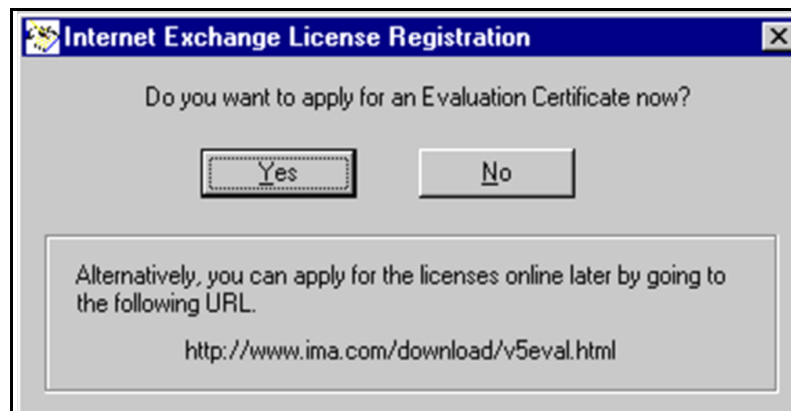 Internet Exchange License Registration
Do you want to apply for an Evaluation Certificate now?
Yes No
Alternatively, you can apply for the licenses online later by going to
the following URL.
http://www.ima.com/download/v5eval.html